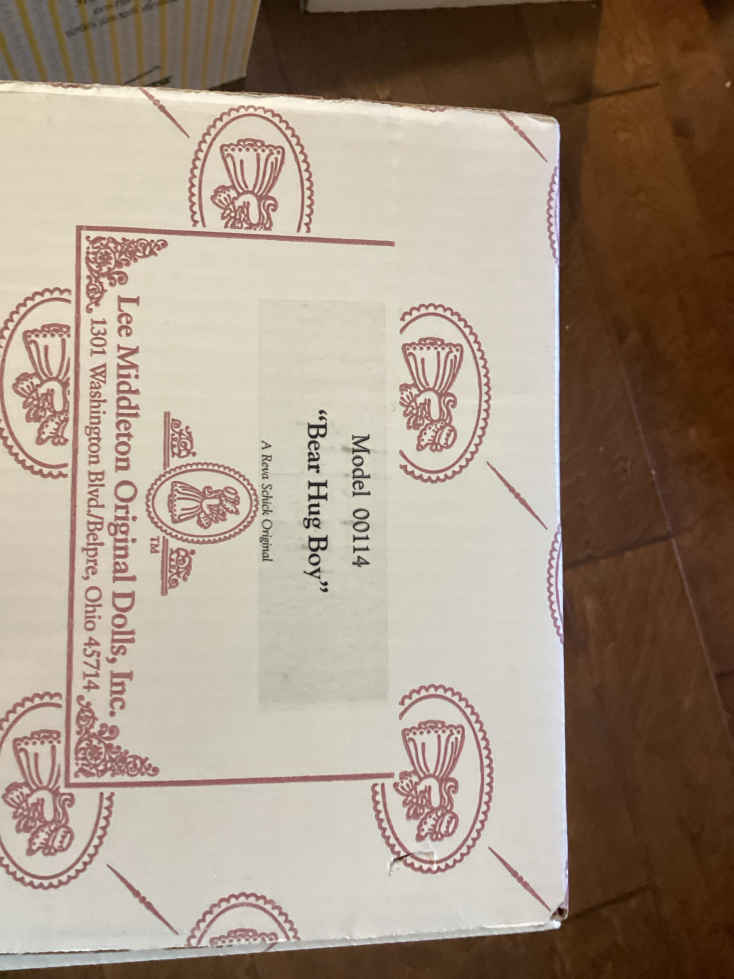 Model 00114
“Bear Hug Boy”
A Reva Schick Original
TM
Lee Middleton Original Dolls, Inc.
1301 Washington Blvd./Belpre, Ohio 45714